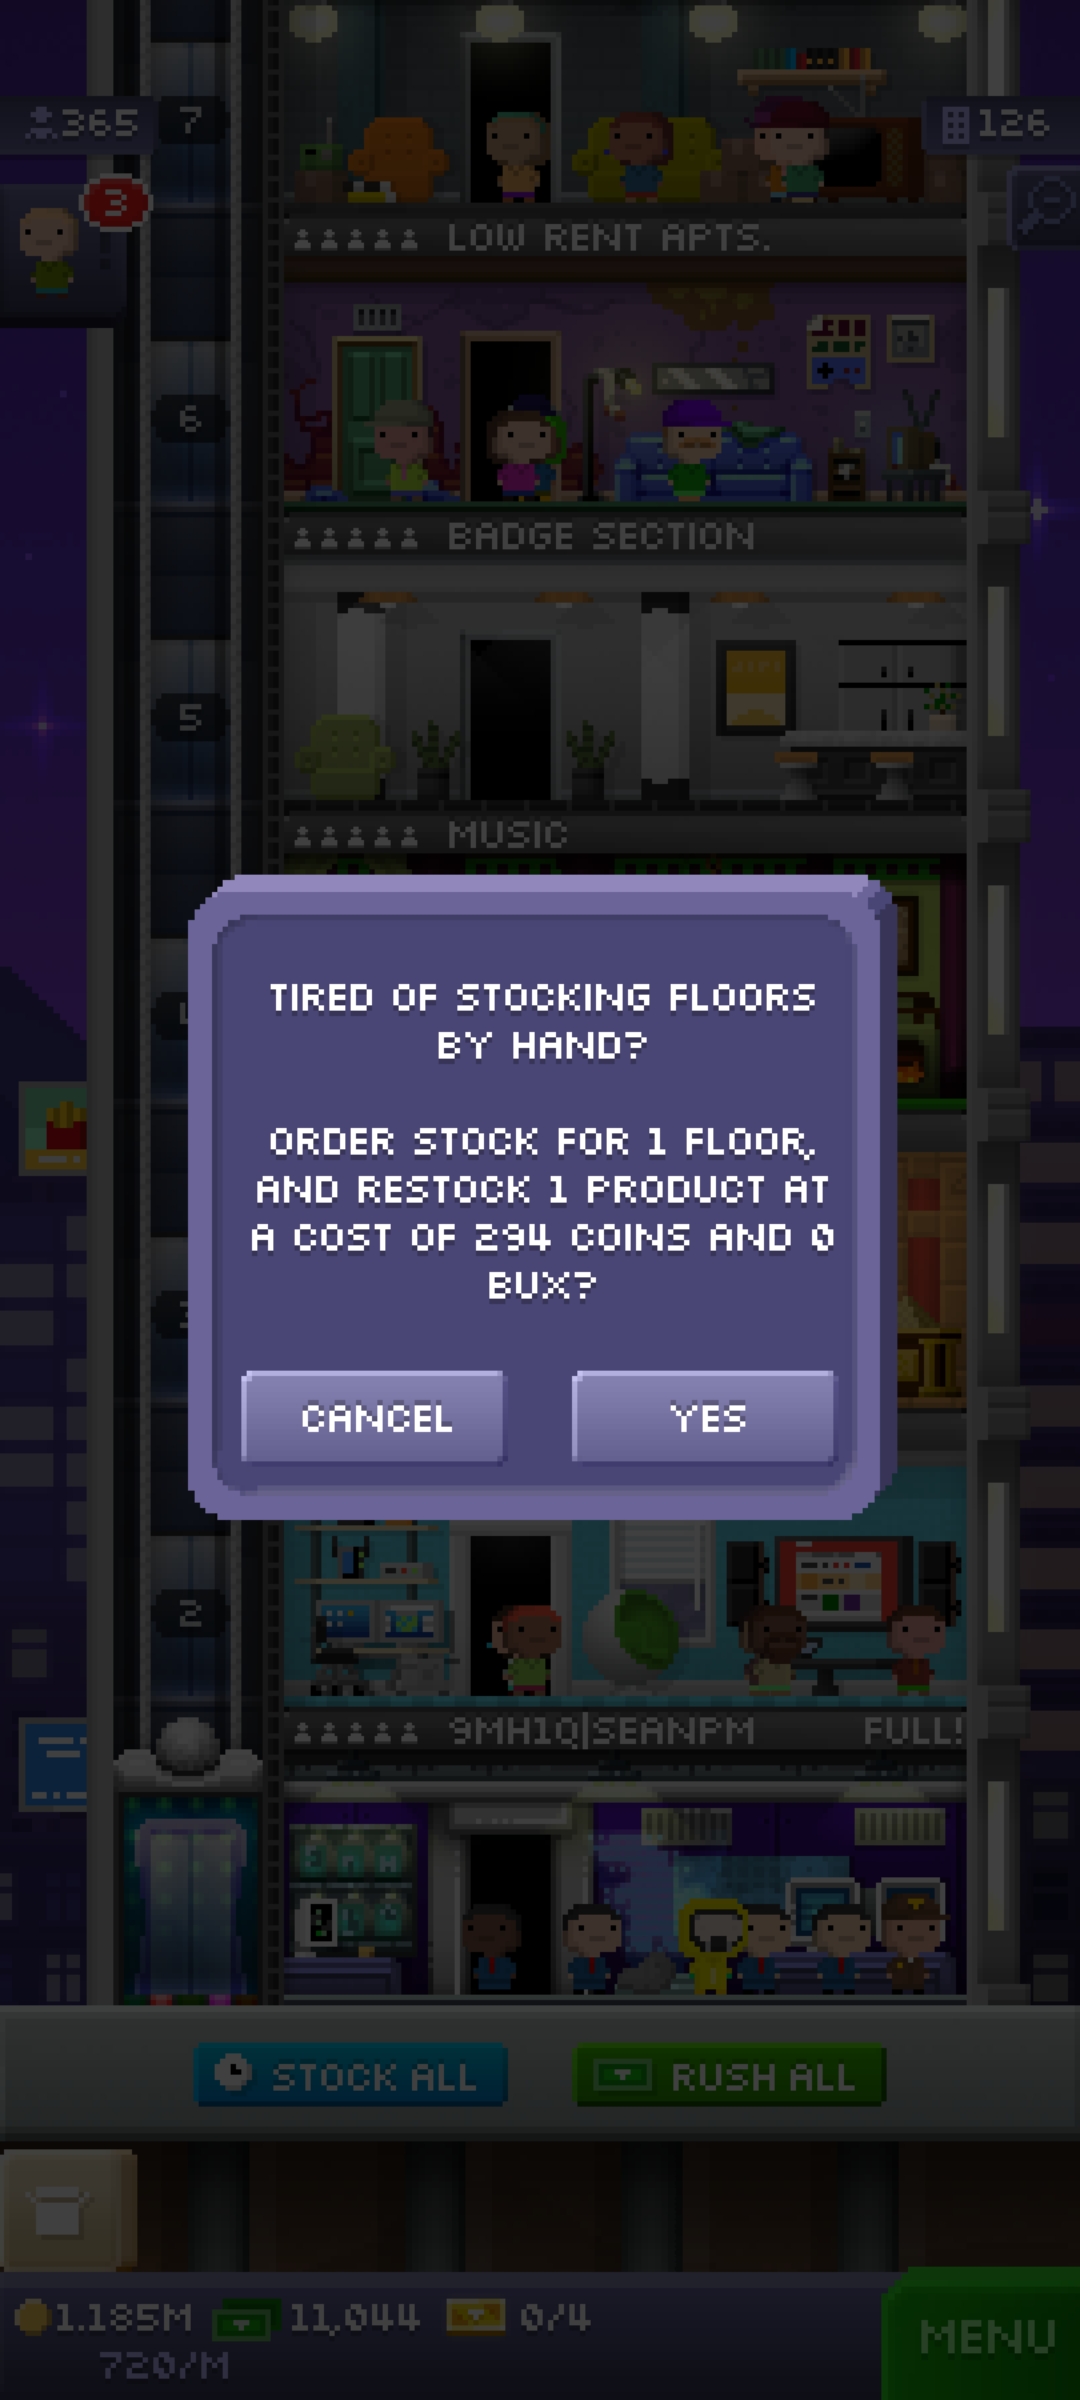 365
7
126
3
LOW RENT APTS.
6
BADGE SECTION
5
MUSIC
TIRED OF STOCKING FLOORS
BY HAND?
ORDER STOCK FOR 1 FLOOR,
AND RESTOCK 1 PRODUCT AT
A COST OF 294 COINS AND 0
BUX?
CANCEL
YES
2
9MH1Q|SEANPM
FULL!
STOCK ALL
RUSH ALL
1.185M
11,044
0/4
720/M
MENU